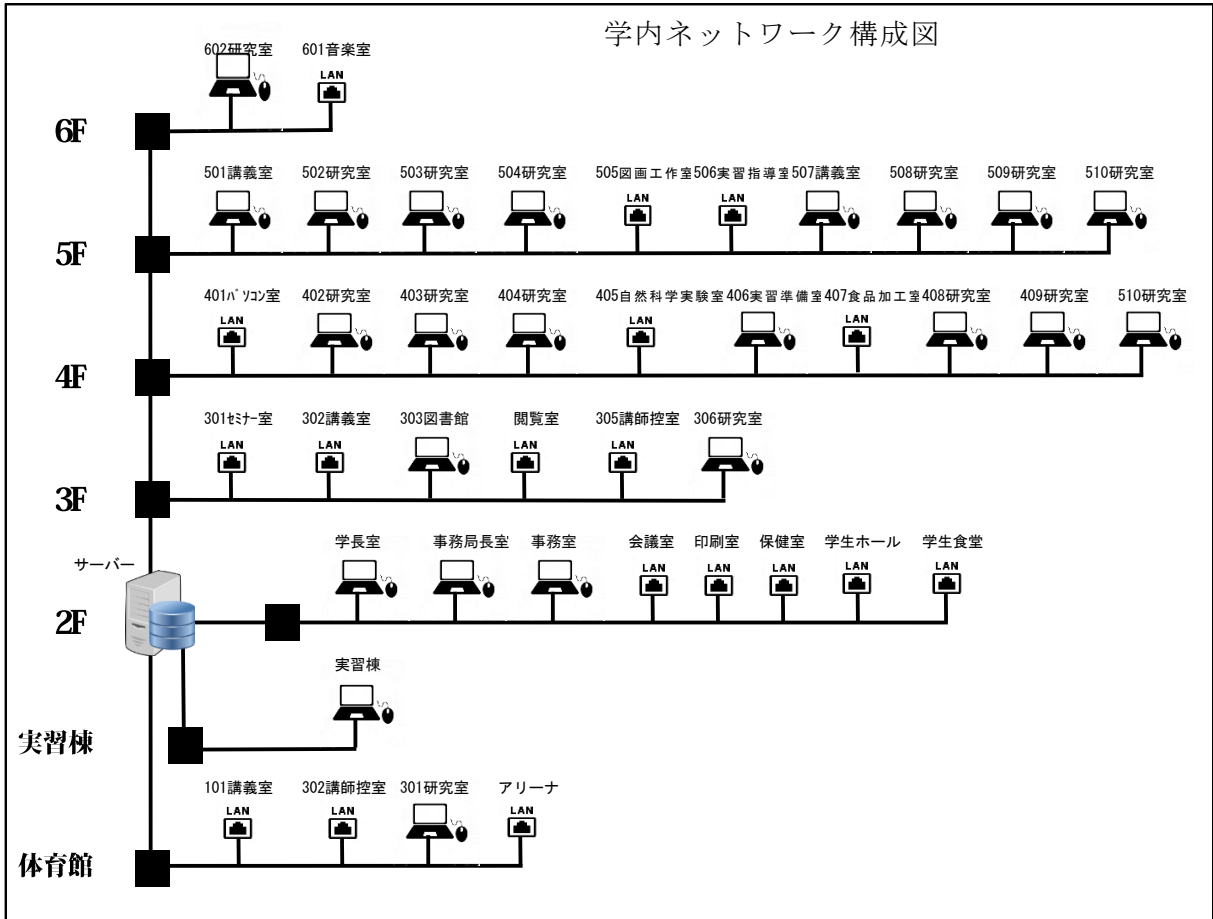 学内ネットワーク構成図
602研究室 601音楽室
LAN
6F
501講義室 502研究室 503研究室 504研究室 505図画工作室 506実習指導室 507講義室 508研究室 509研究室 510研究室
LAN LAN
5F
401パソコン室 402研究室 403研究室 404研究室 405自然科学実験室 406実習準備室 407食品加工室 408研究室 409研究室 510研究室
LAN LAN LAN
4F
301セミナー室 302講義室 303図書館 閲覧室 305講師控室 306研究室
LAN LAN LAN LAN
3F
学長室 事務局長室 事務室 会議室 印刷室 保健室 学生ホール 学生食堂
サーバー
LAN LAN LAN LAN LAN
2F
実習棟
実習棟
101講義室 302講師控室 301研究室 アリーナ
LAN LAN LAN
体育館